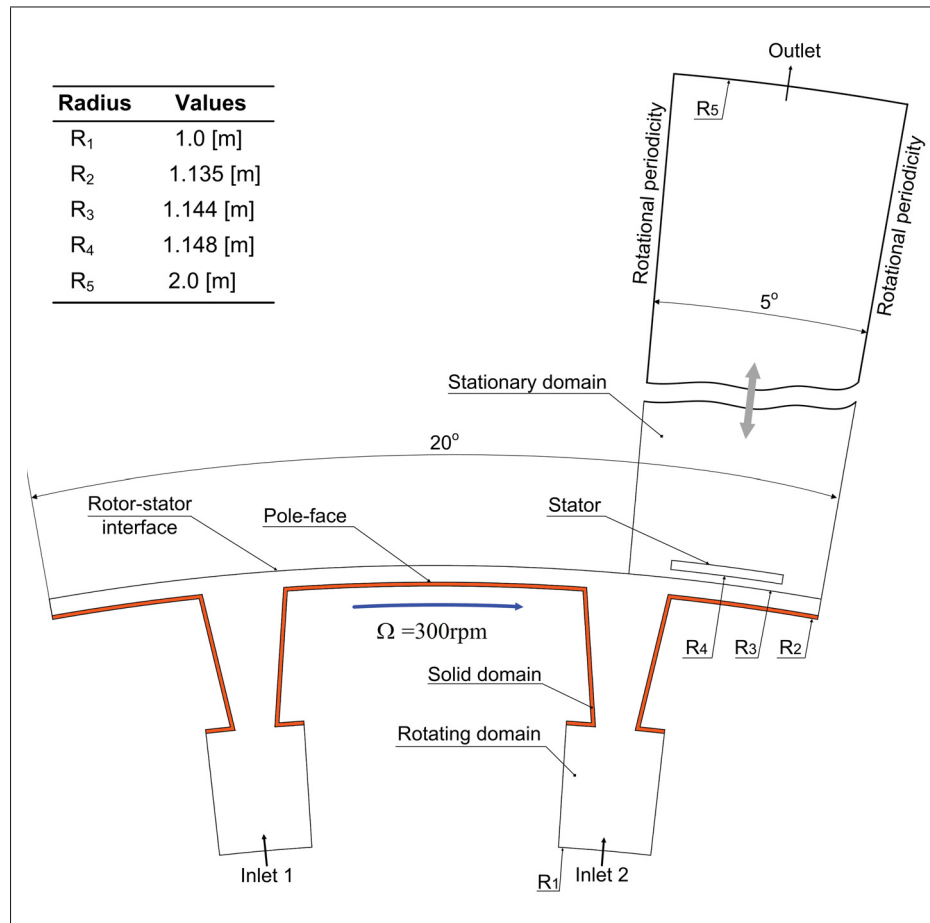 Outlet
Radius Values
R₁ 1.0 [m]
R₂ 1.135 [m]
R₃ 1.144 [m]
R₄ 1.148 [m]
R₅ 2.0 [m]
R₅
Rotational periodicity
Rotational periodicity
5°
Stationary domain
20°
Rotor-stator
interface
Pole-face
Stator
Ω =300rpm
R₄ R₃ R₂
Solid domain
Rotating domain
Inlet 1
R₁
Inlet 2